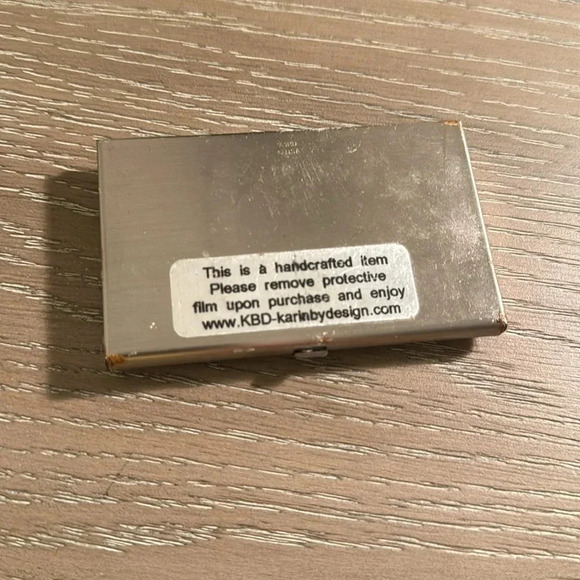 This is a handcrafted item
Please remove protective
film upon purchase and enjoy
www.KBD-karinbydesign.com